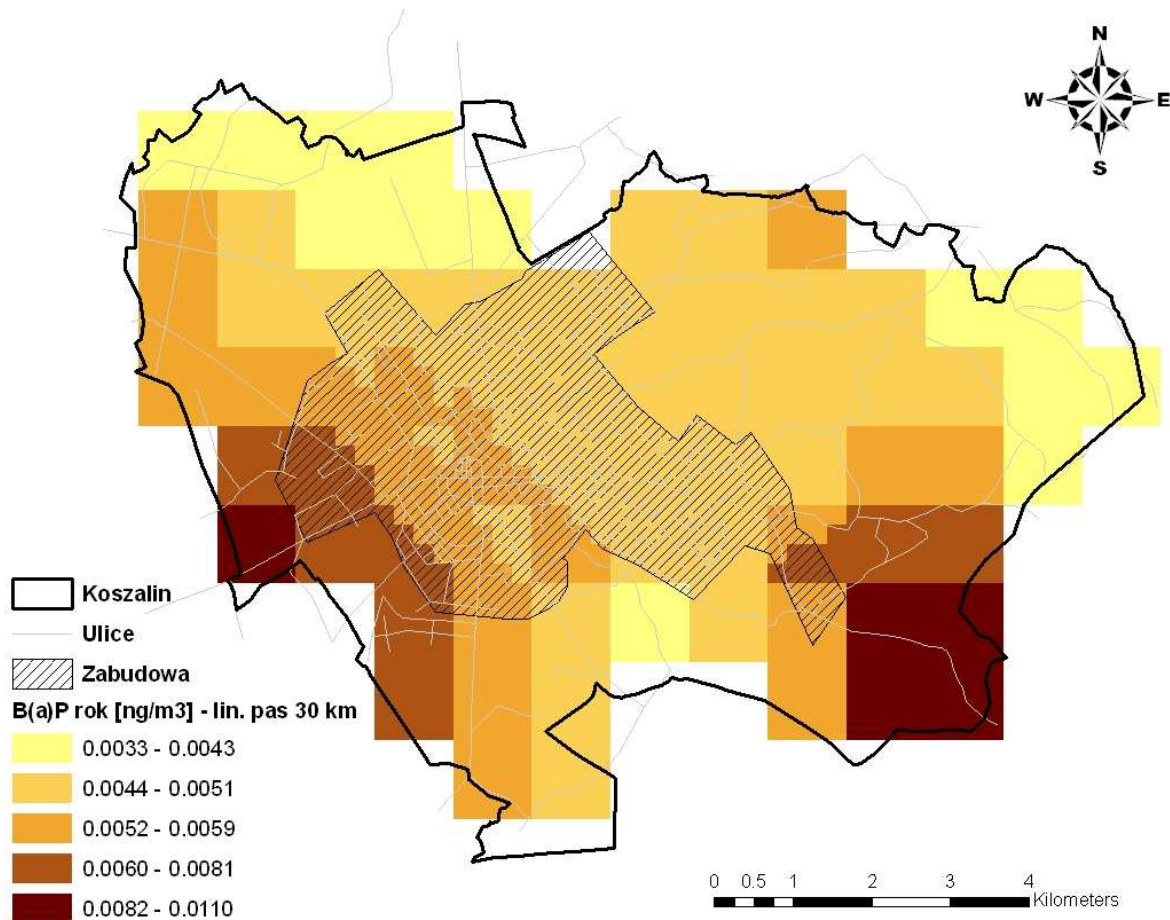 N
W E
S
Koszalin
Ulice
Zabudowa
B(a)P rok [ng/m3] - lin. pas 30 km
0.0033 - 0.0043
0.0044 - 0.0051
0.0052 - 0.0059
0.0060 - 0.0081
0.0082 - 0.0110
0 0.5 1 2 3 4
Kilometers